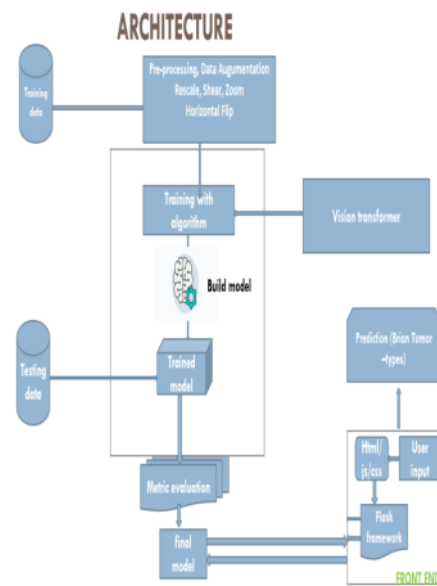 ARCHITECTURE
Training
data
Pre-processing, Data Augumentation
Rescale, Shear, Zoom
Horizontal Flip
Training with
algorithm
Vision transformer
Build model
Testing
data
Trained
model
Prediction (Brian Tumor
–types)
Html/
js/css
User
input
Metric evaluation
Flask
framework
final
model
FRONT ENT